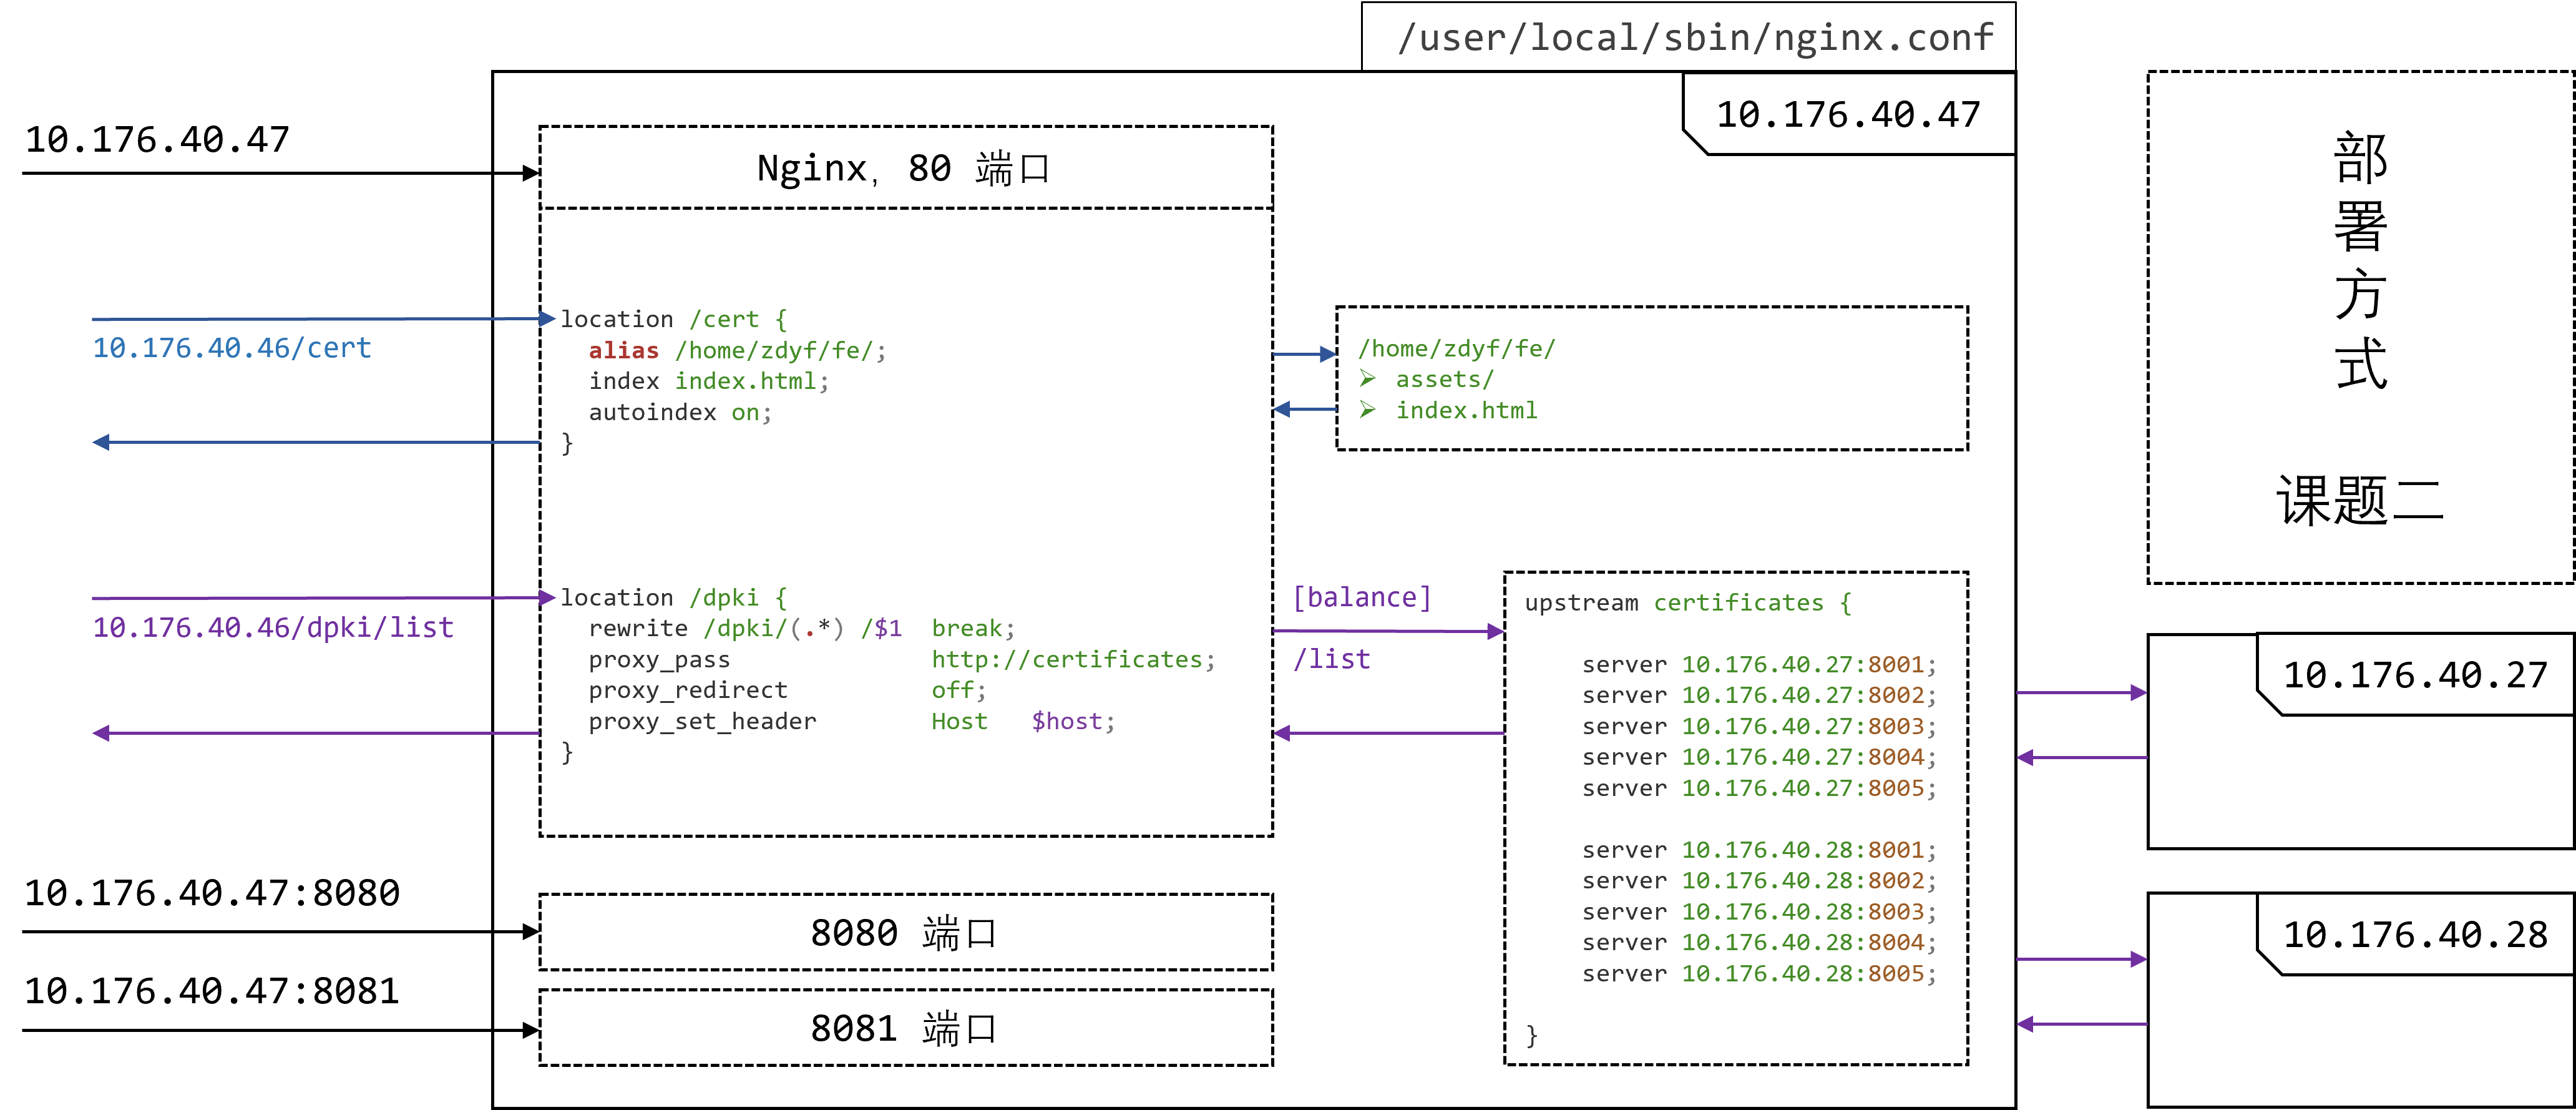 /user/local/sbin/nginx.conf
10.176.40.47
10.176.40.47
Nginx, 80 端口
location /cert {
alias /home/zdyf/fe/;
index index.html;
autoindex on;
}
10.176.40.46/cert
/home/zdyf/fe/
➢ assets/
➢ index.html
location /dpki {
rewrite /dpki/(.*) /$1 break;
proxy_pass http://certificates;
proxy_redirect off;
proxy_set_header Host $host;
}
10.176.40.46/dpki/list
[balance]
/list
upstream certificates {
server 10.176.40.27:8001;
server 10.176.40.27:8002;
server 10.176.40.27:8003;
server 10.176.40.27:8004;
server 10.176.40.27:8005;
server 10.176.40.28:8001;
server 10.176.40.28:8002;
server 10.176.40.28:8003;
server 10.176.40.28:8004;
server 10.176.40.28:8005;
}
10.176.40.47:8080
8080 端口
10.176.40.47:8081
8081 端口
部
署
方
式
课题二
10.176.40.27
10.176.40.28